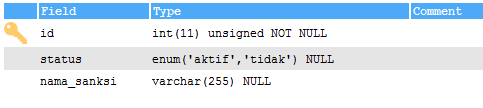 Field Type Comment
id int(11) unsigned NOT NULL
status enum('aktif','tidak') NULL
nama_sanksi varchar(255) NULL